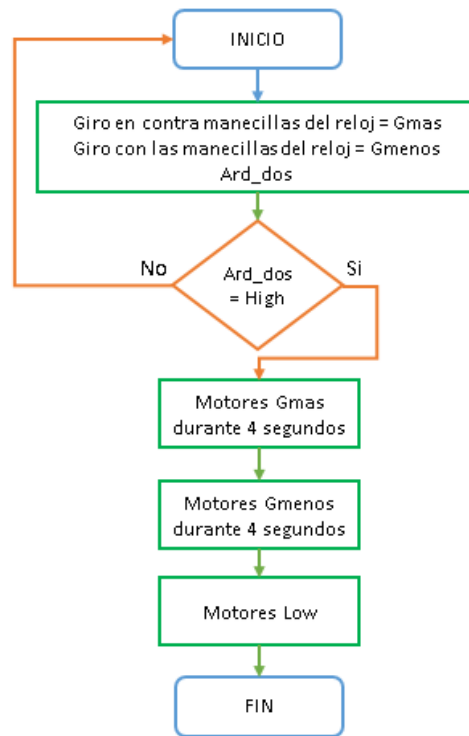 INICIO
Giro en contra manecillas del reloj = Gmas
Giro con las manecillas del reloj = Gmenos
Ard_dos
No
Si
Ard_dos
= High
Motores Gmas
durante 4 segundos
Motores Gmenos
durante 4 segundos
Motores Low
FIN